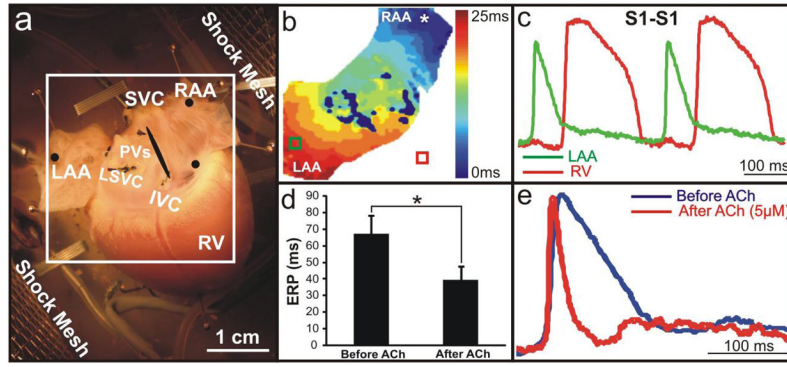 a
Shock Mesh
SVC
RAA
PVs
LAA
LSVC
IVC
RV
Shock Mesh
1 cm
b
RAA
*
25ms
LAA
0ms
c
S1-S1
LAA
RV
100 ms
d
*
90
80
70
60
50
40
30
20
10
0
ERP (ms)
Before ACh
After ACh
e
Before ACh
After ACh (5µM)
100 ms